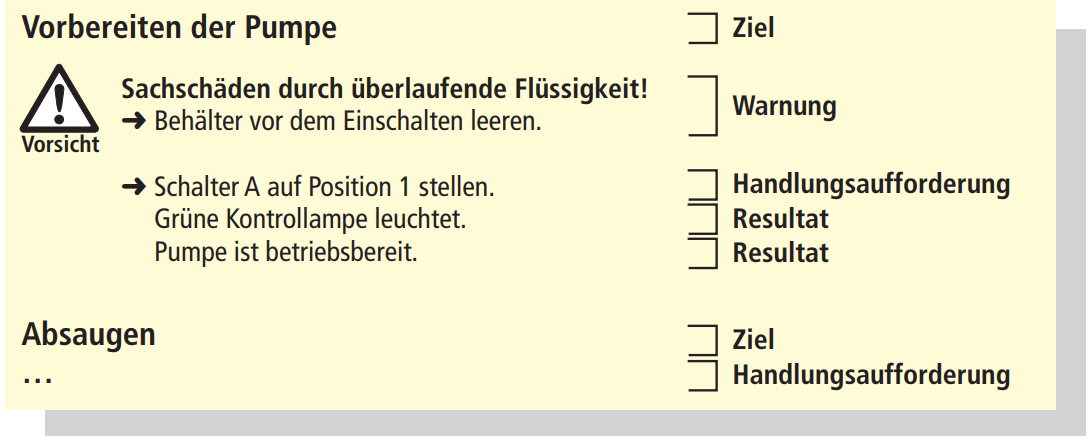 Vorbereiten der Pumpe Ziel
Sachschäden durch überlaufende Flüssigkeit!
➜ Behälter vor dem Einschalten leeren. Warnung
Vorsicht
➜ Schalter A auf Position 1 stellen. Handlungsaufforderung
Grüne Kontrollampe leuchtet. Resultat
Pumpe ist betriebsbereit. Resultat
Absaugen Ziel
... Handlungsaufforderung